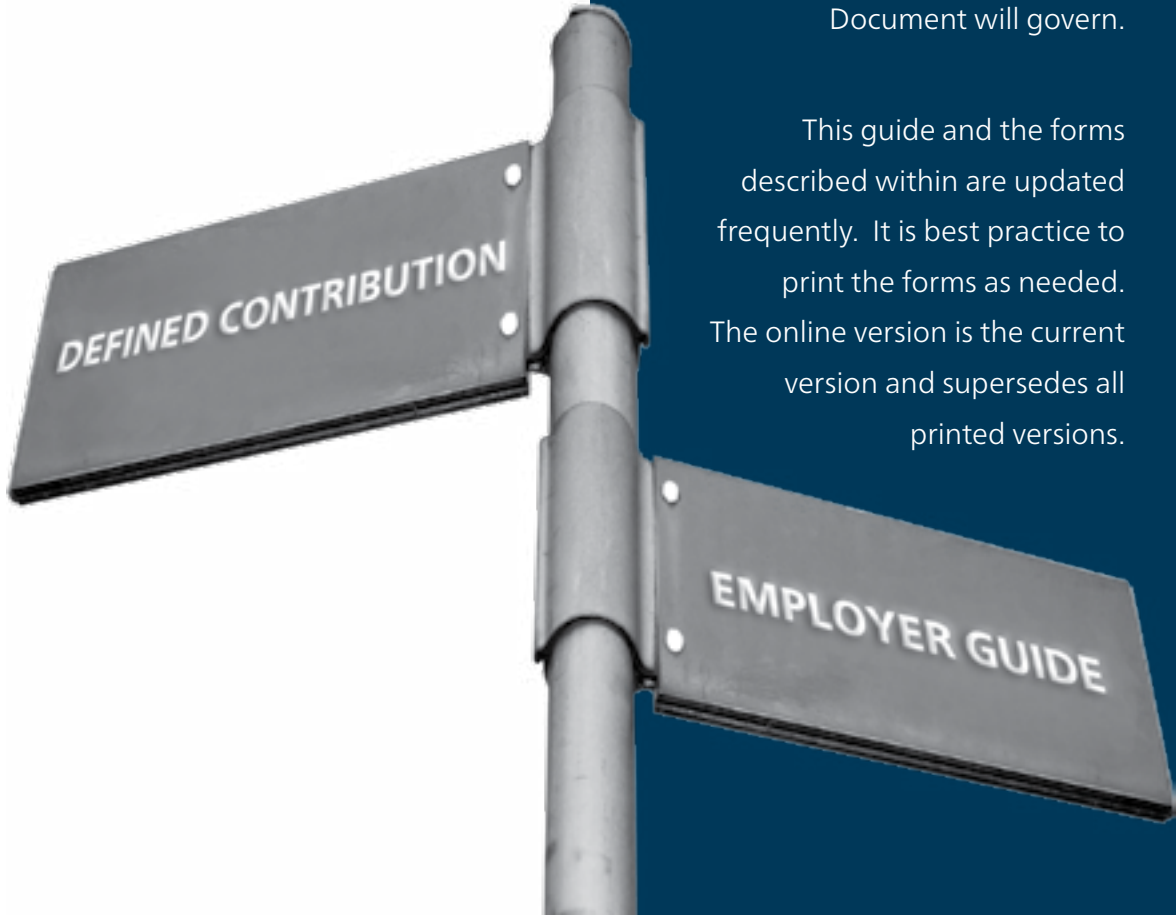 Document will govern.
This guide and the forms
described within are updated
frequently. It is best practice to
print the forms as needed.
The online version is the current
version and supersedes all
printed versions.
DEFINED CONTRIBUTION
EMPLOYER GUIDE